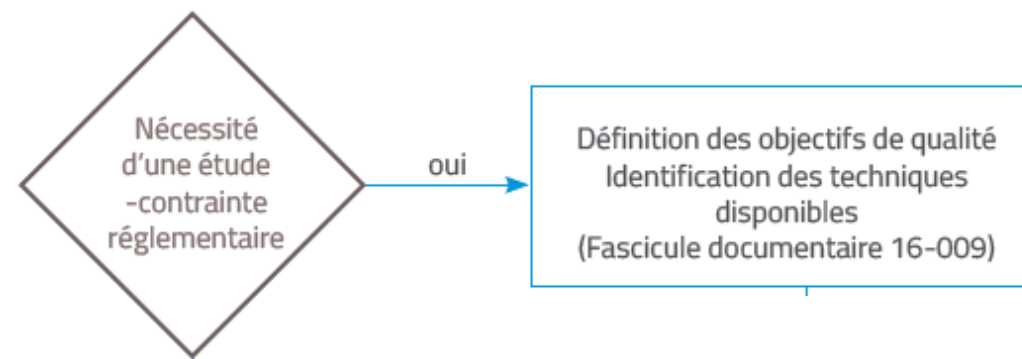 Nécessité
d'une étude
-contrainte
réglementaire
oui
Définition des objectifs de qualité
Identification des techniques
disponibles
(Fascicule documentaire 16-009)